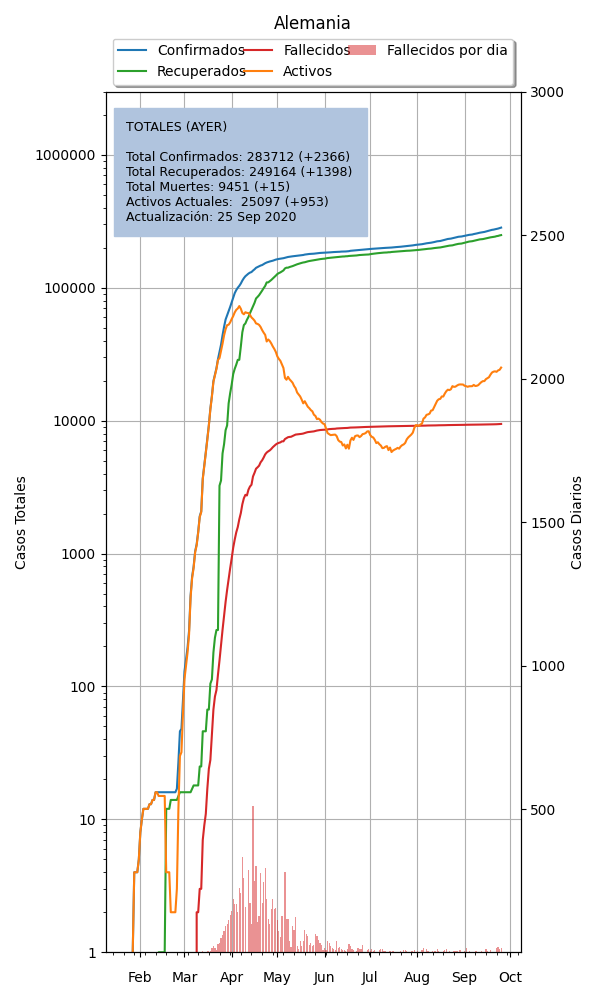 Alemania
Confirmados
Recuperados
Fallecidos
Activos
Fallecidos por dia
TOTALES (AYER)
Total Confirmados: 283712 (+2366)
Total Recuperados: 249164 (+1398)
Total Muertes: 9451 (+15)
Activos Actuales:  25097 (+953)
Actualización: 25 Sep 2020
Casos Totales
1000000
100000
10000
1000
100
10
1
Casos Diarios
3000
2500
2000
1500
1000
500
Feb Mar Apr May Jun Jul Aug Sep Oct